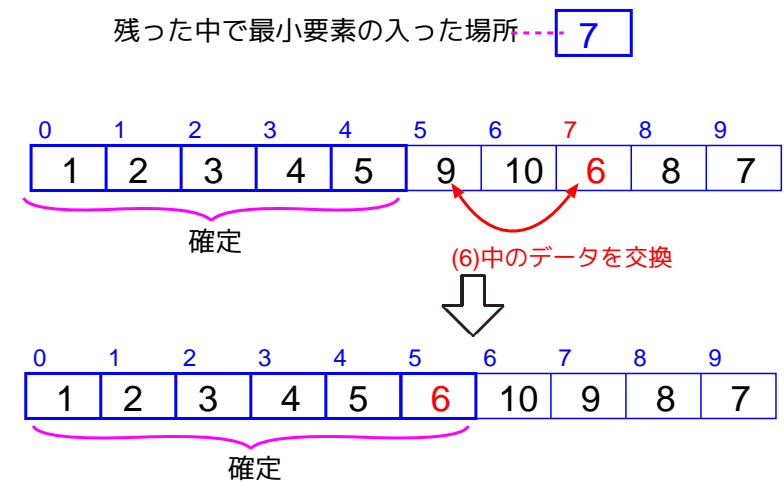 残った中で最小要素の入った場所 7
0 1 2 3 4 5 6 7 8 9
1 2 3 4 5 9 10 6 8 7
確定
(6)中のデータを交換
0 1 2 3 4 5 6 7 8 9
1 2 3 4 5 6 10 9 8 7
確定